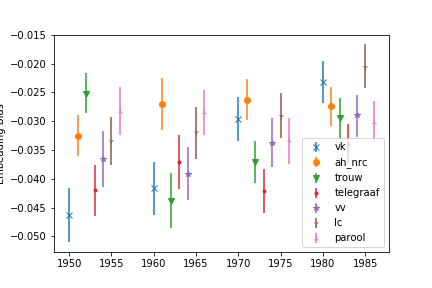 Embedding bias
−0.015
−0.020
−0.025
−0.030
−0.035
−0.040
−0.045
−0.050
vk
ah_nrc
trouw
telegraaf
vv
lc
parool
1950 1955 1960 1965 1970 1975 1980 1985